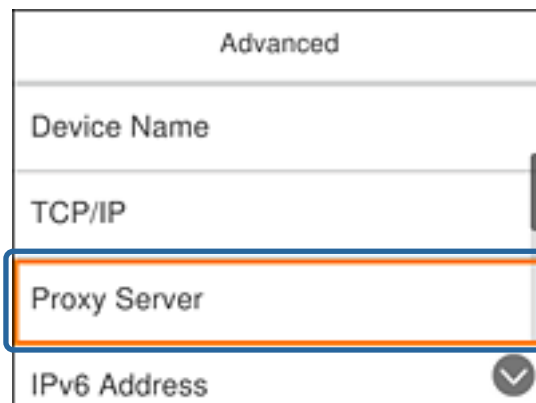 Advanced
Device Name
TCP/IP
Proxy Server
IPv6 Address